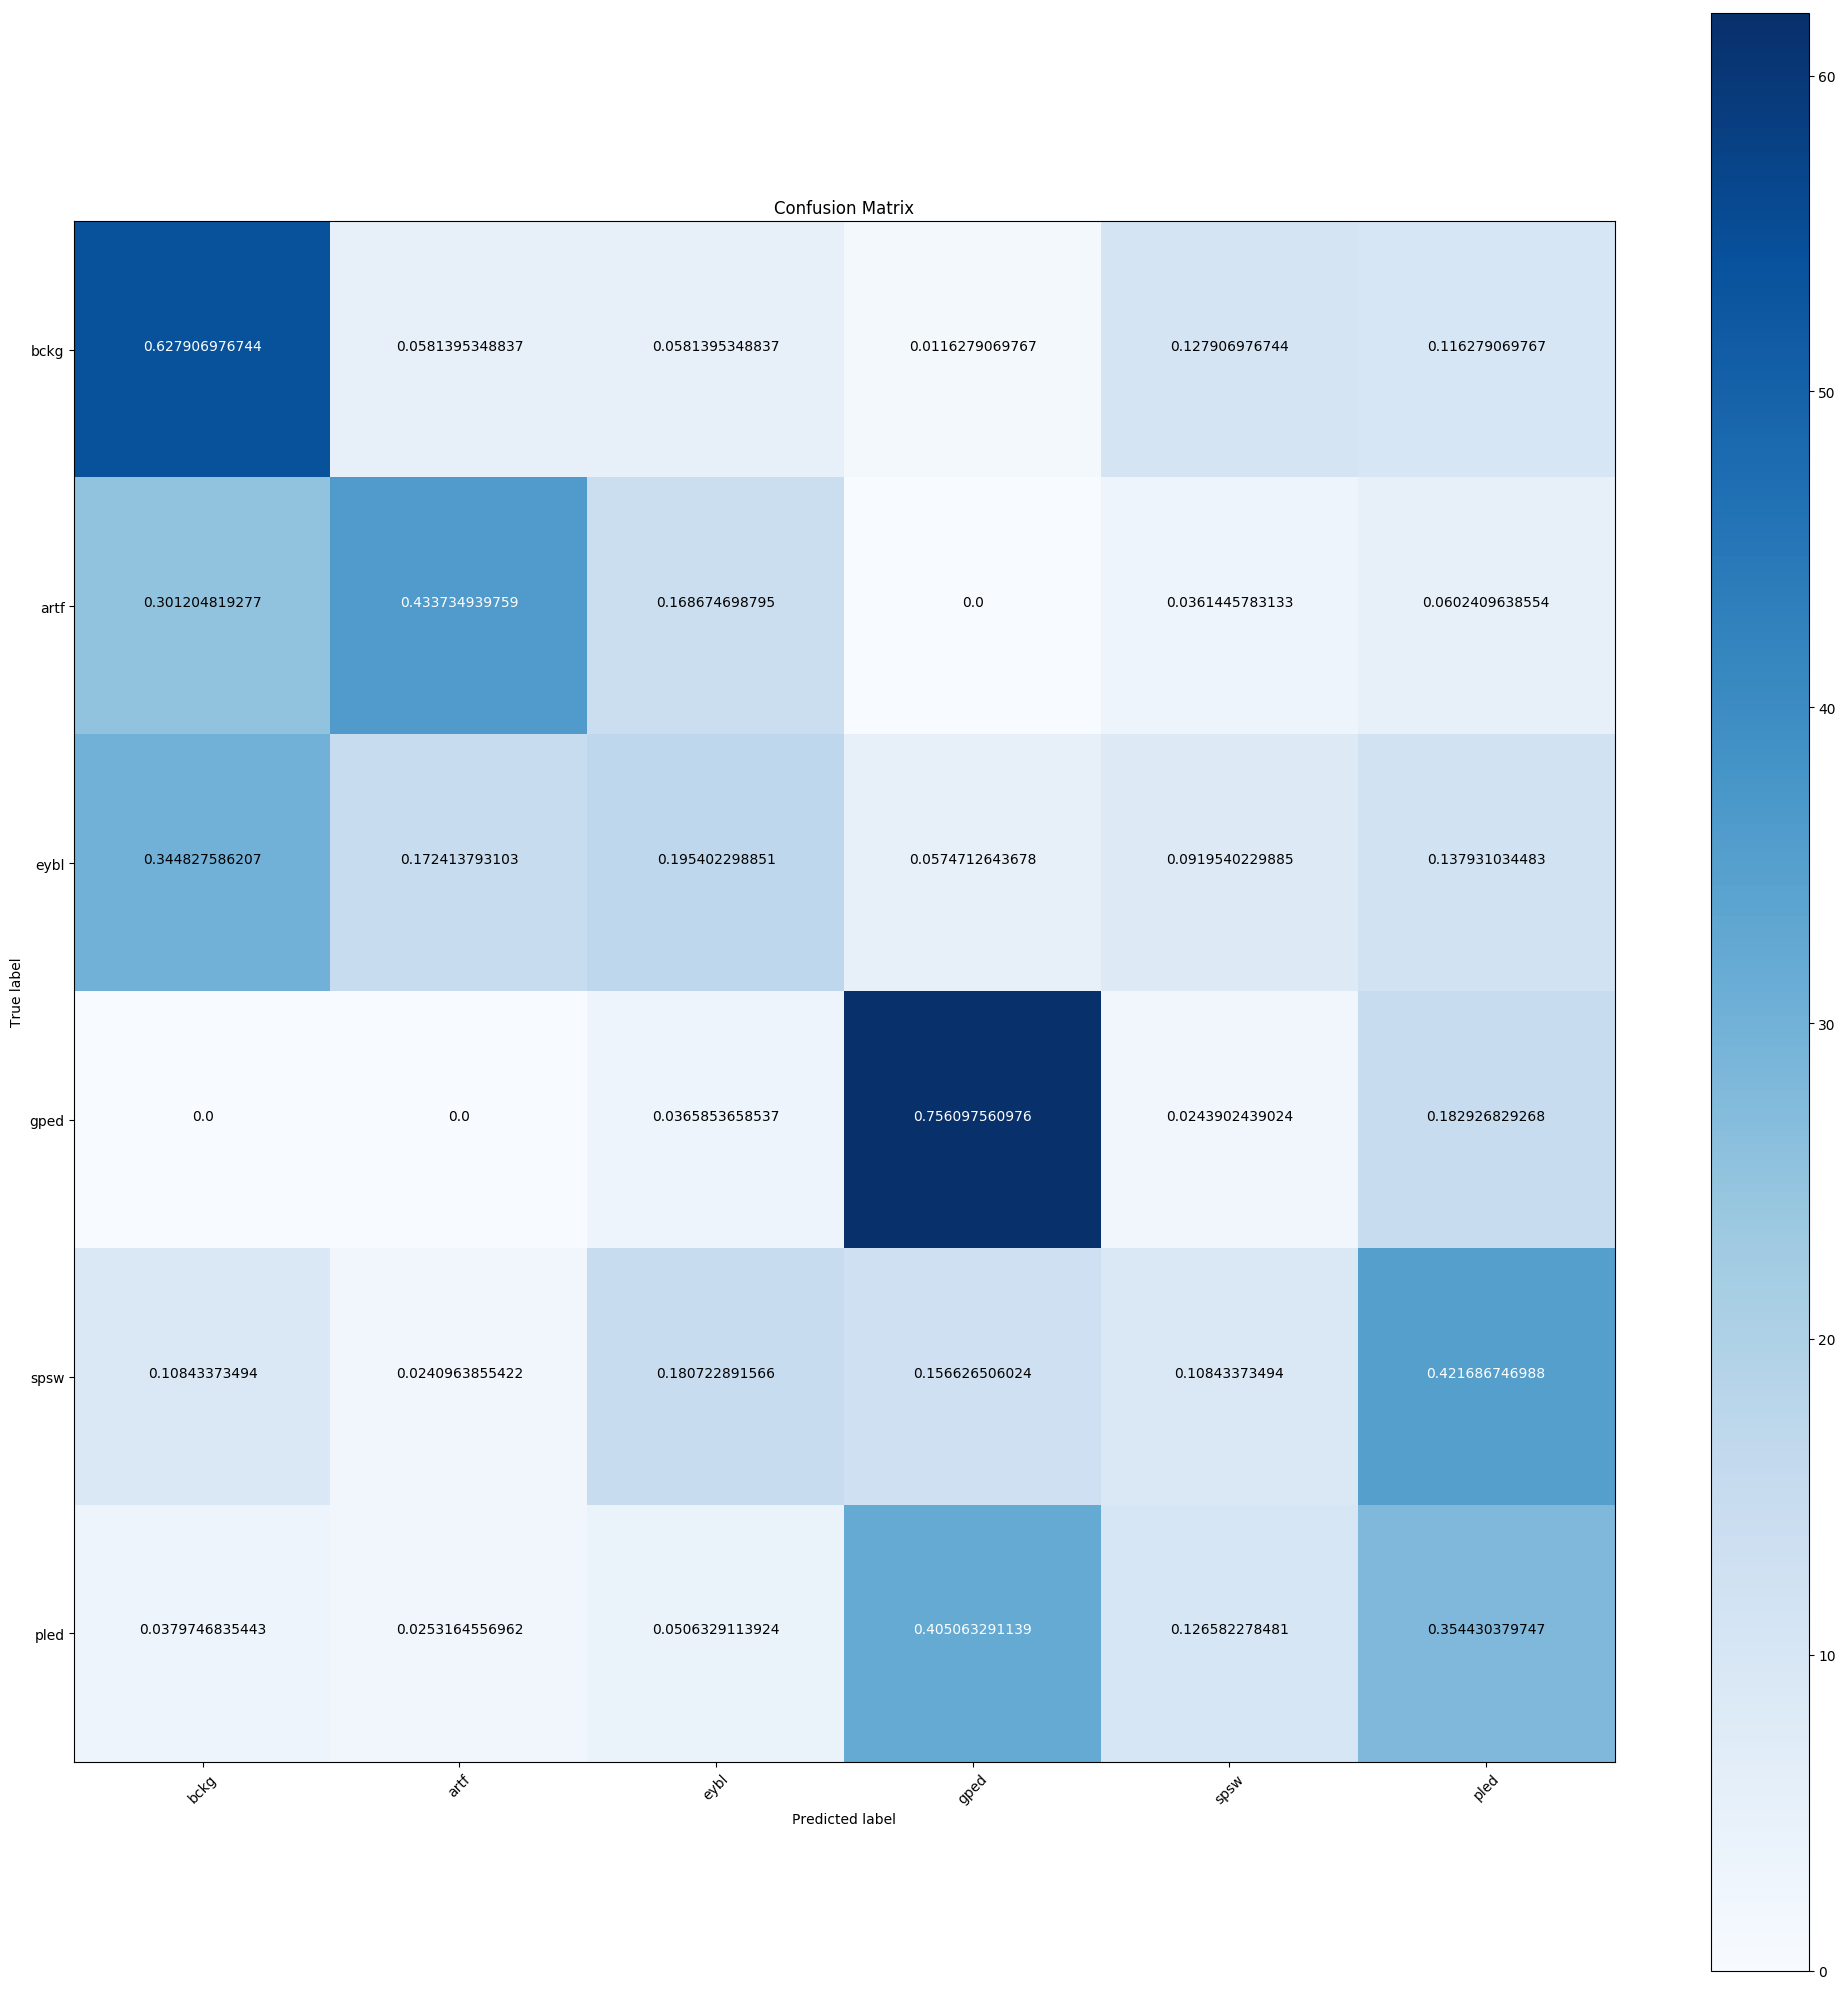 Confusion Matrix
bckg 0.627906976744 0.0581395348837 0.0581395348837 0.0116279069767 0.127906976744 0.116279069767
artf 0.301204819277 0.433734939759 0.168674698795 0.0 0.0361445783133 0.0602409638554
eybl 0.344827586207 0.172413793103 0.195402298851 0.0574712643678 0.0919540229885 0.137931034483
True label
gped 0.0 0.0 0.0365853658537 0.756097560976 0.0243902439024 0.182926829268
spsw 0.10843373494 0.0240963855422 0.180722891566 0.156626506024 0.10843373494 0.421686746988
pled 0.0379746835443 0.0253164556962 0.0506329113924 0.405063291139 0.126582278481 0.354430379747
bckg artf eybl gped spsw pled
Predicted label
60
50
40
30
20
10
0